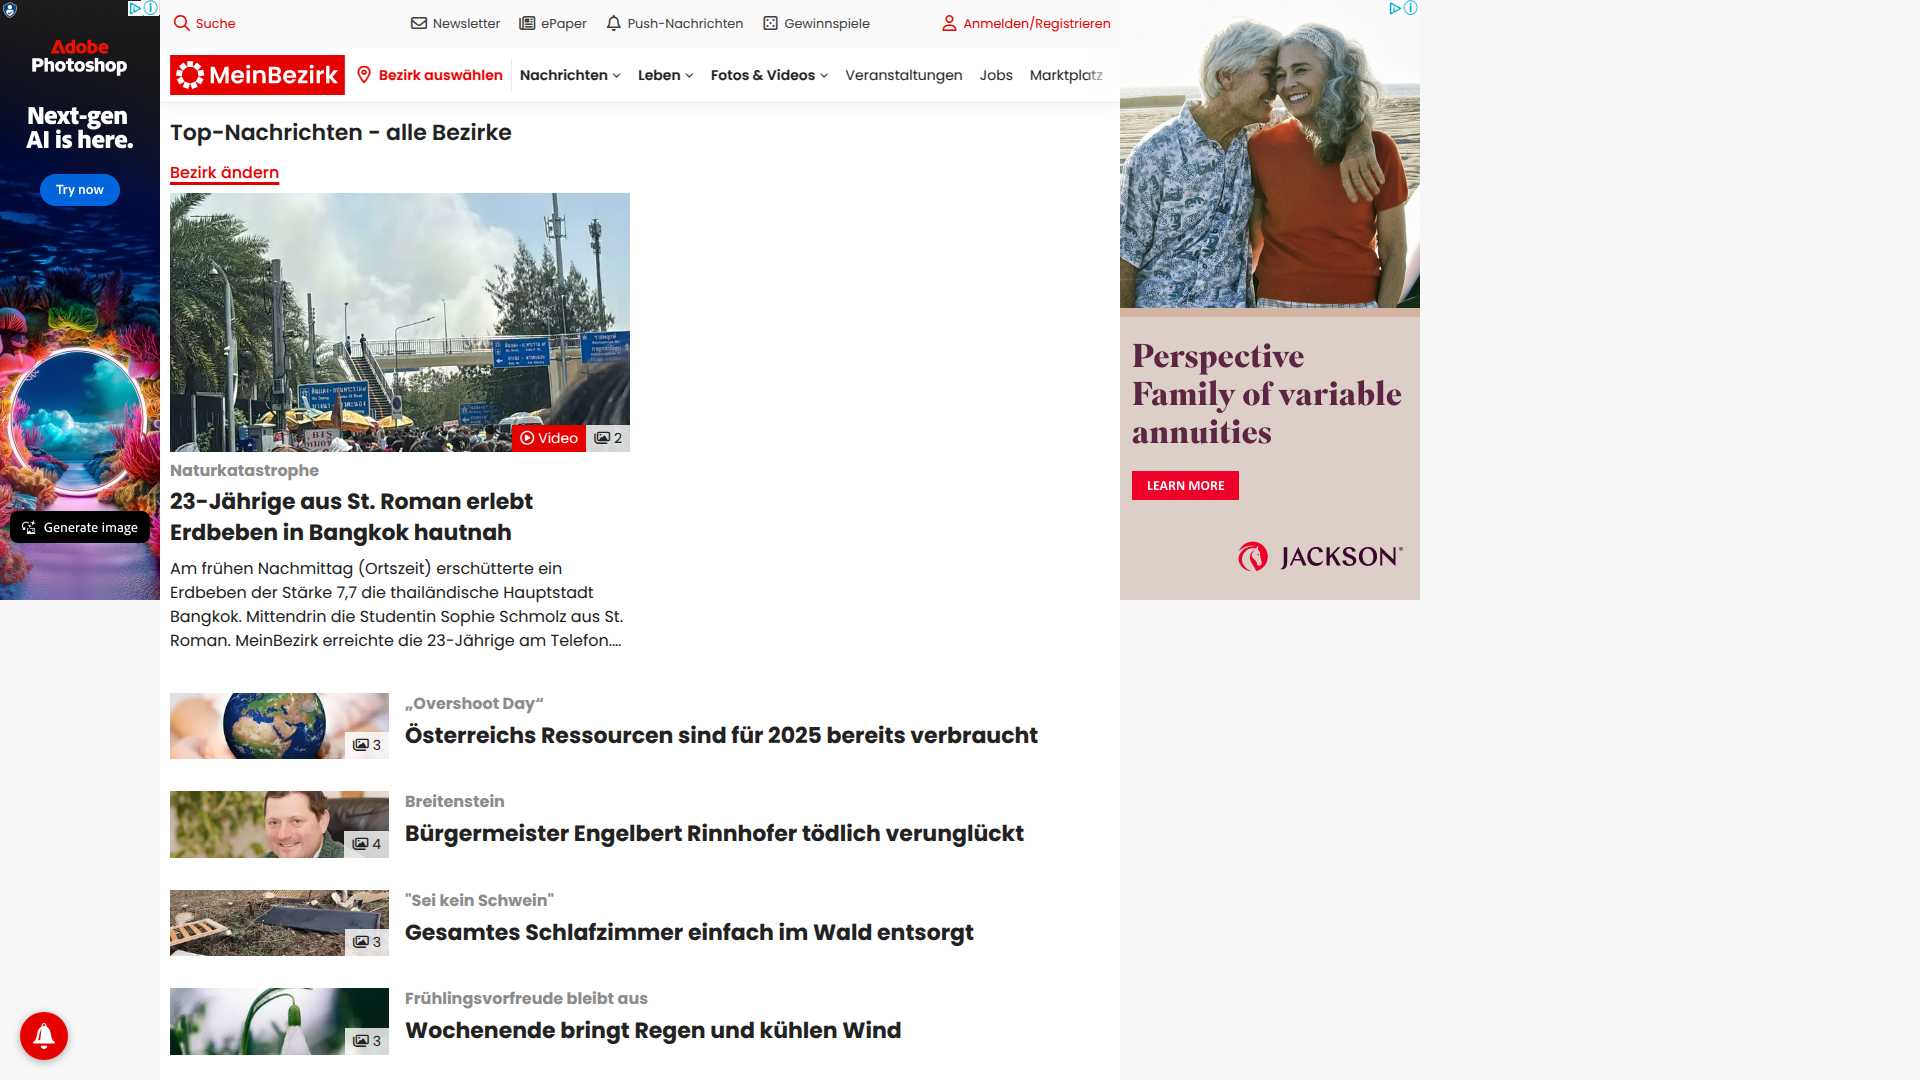 Suche
Newsletter
ePaper
Push-Nachrichten
Gewinnspiele
Anmelden/Registrieren
MeinBezirk
Bezirk auswählen
Nachrichten
Leben
Fotos & Videos
Veranstaltungen
Jobs
Marktplatz
Adobe
Photoshop
Next-gen
AI is here.
Try now
Generate image
Top-Nachrichten - alle Bezirke
Bezirk ändern
Video
2
Naturkatastrophe
23-Jährige aus St. Roman erlebt
Erdbeben in Bangkok hautnah
Am frühen Nachmittag (Ortszeit) erschütterte ein
Erdbeben der Stärke 7,7 die thailändische Hauptstadt
Bangkok. Mittendrin die Studentin Sophie Schmolz aus St.
Roman. MeinBezirk erreichte die 23-Jährige am Telefon....
3
„Overshoot Day“
Österreichs Ressourcen sind für 2025 bereits verbraucht
4
Breitenstein
Bürgermeister Engelbert Rinnhofer tödlich verunglückt
3
"Sei kein Schwein"
Gesamtes Schlafzimmer einfach im Wald entsorgt
3
Frühlingsvorfreude bleibt aus
Wochenende bringt Regen und kühlen Wind
Perspective
Family of variable
annuities
LEARN MORE
JACKSON®